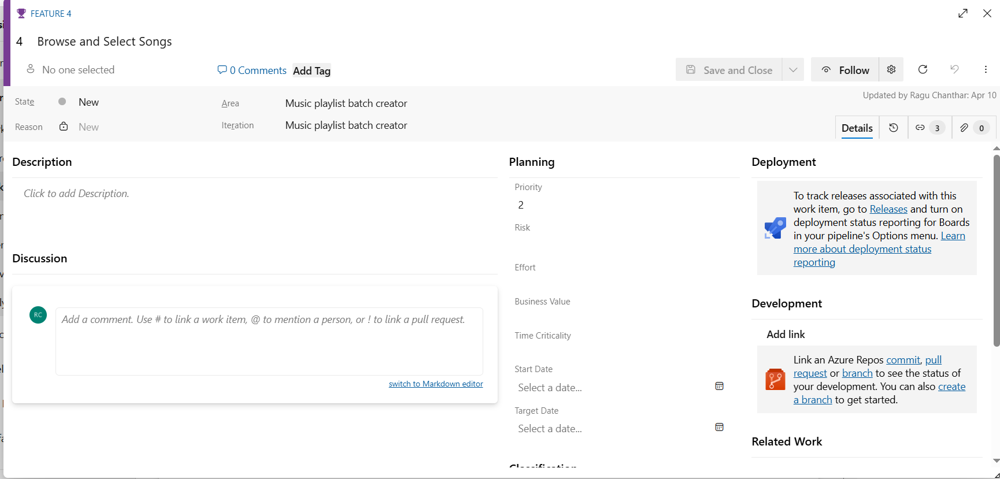 FEATURE 4
4 Browse and Select Songs
No one selected
0 Comments
Add Tag
Save and Close
Follow
State
New
Area
Music playlist batch creator
Updated by Ragu Chanthar: Apr 10
Reason
New
Iteration
Music playlist batch creator
Details
3
0
Description
Click to add Description.
Discussion
RC
Add a comment. Use # to link a work item, @ to mention a person, or ! to link a pull request.
switch to Markdown editor
Planning
Priority
2
Risk
Effort
Business Value
Time Criticality
Start Date
Select a date...
Target Date
Select a date...
Classification
Deployment
To track releases associated with this
work item, go to Releases and turn on
deployment status reporting for Boards
in your pipeline's Options menu. Learn
more about deployment status
reporting
Development
Add link
Link an Azure Repos commit, pull
request or branch to see the status of
your development. You can also create
a branch to get started.
Related Work